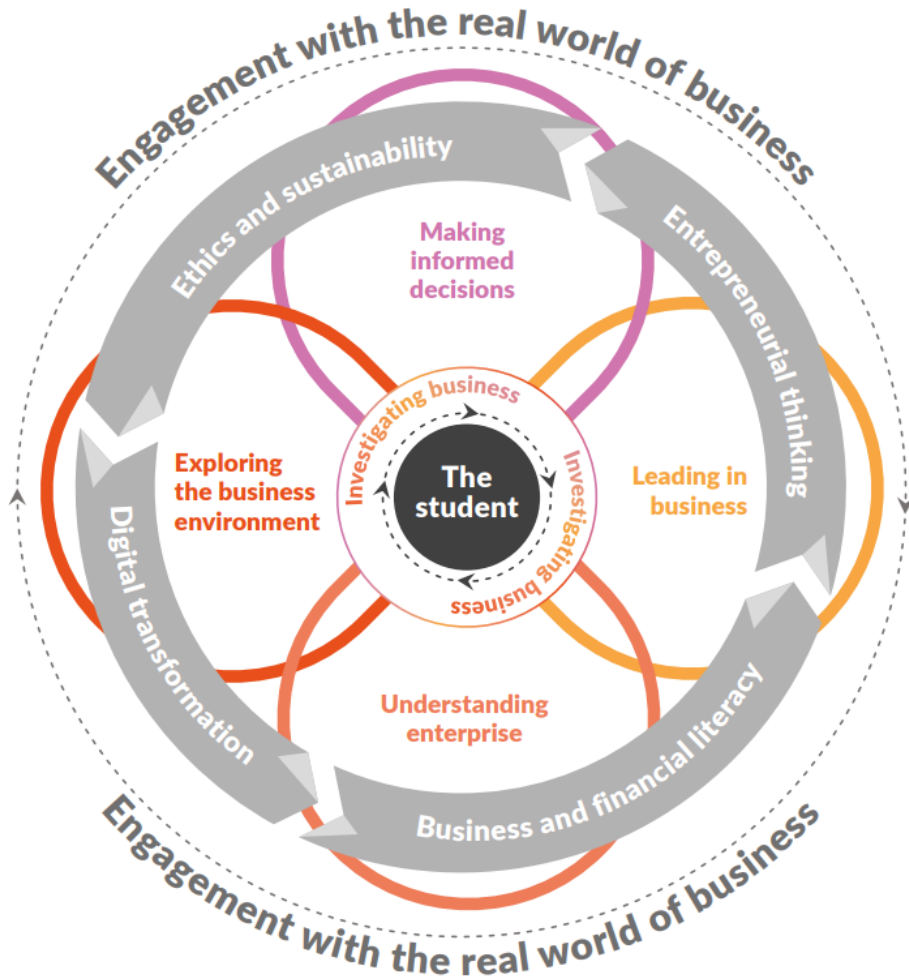 Engagement with the real world of business
Ethics and sustainability
Entrepreneurial thinking
Making
informed
decisions
Investigating business
Exploring
the business
environment
The
student
Investigating business
Leading in
business
Digital transformation
Understanding
enterprise
Business and financial literacy
Engagement with the real world of business